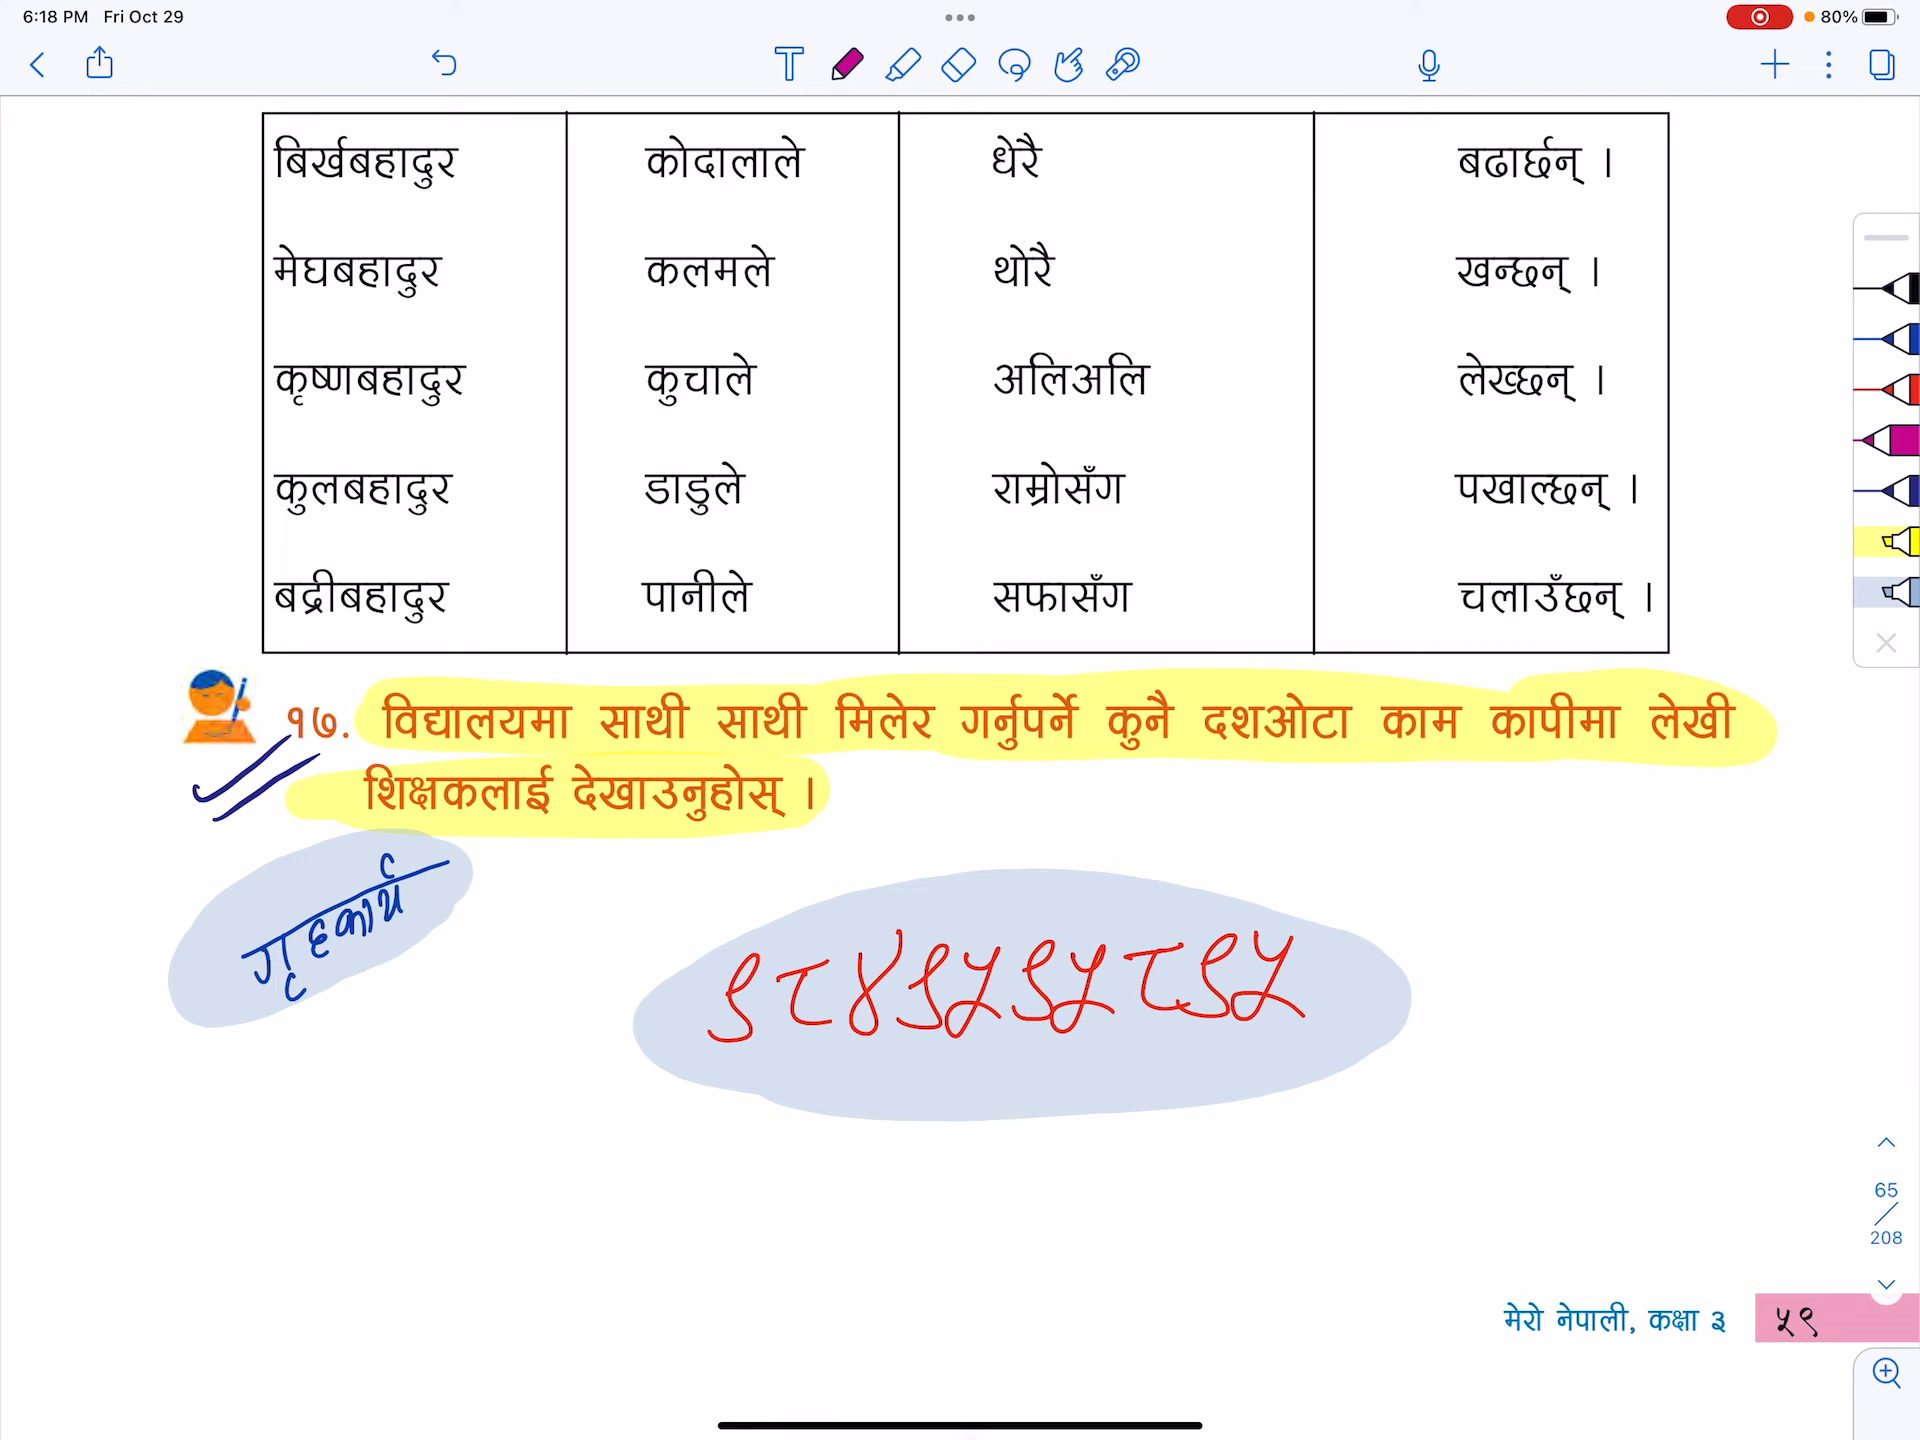 6:18 PM Fri Oct 29
80%
T
बिर्खबहादुर कोदालाले धेरै बढार्छन् ।
मेघबहादुर कलमले थोरै खन्छन् ।
कृष्णबहादुर कुचाले अलिअलि लेख्छन् ।
कुलबहादुर डाडुले राम्रोसँग पखाल्छन् ।
बद्रीबहादुर पानीले सफासँग चलाउँछन् ।
१७. विद्यालयमा साथी साथी मिलेर गर्नुपर्ने कुनै दशओटा काम कापीमा लेखी
शिक्षकलाई देखाउनुहोस् ।
गृहकार्य
९८४९५९५८९५
65
/
208
मेरो नेपाली, कक्षा ३ ५९